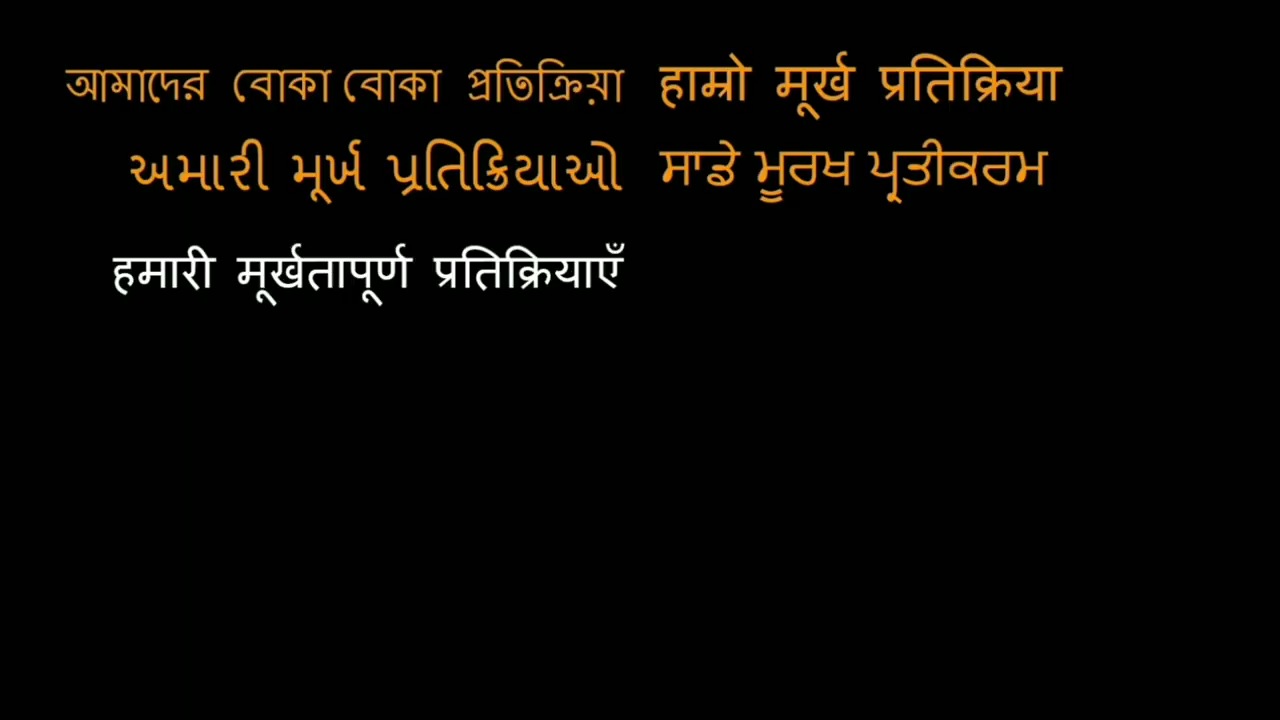 আমাদের বোকা বোকা প্রতিক্রিয়া हाम्रो मूर्ख प्रतिक्रिया
અમારી મૂર્ખ પ્રતિક્રિયાઓ ਸਾਡੇ ਮੂਰਖ ਪ੍ਰਤੀਕਰਮ
हमारी मूर्खतापूर्ण प्रतिक्रियाएँ